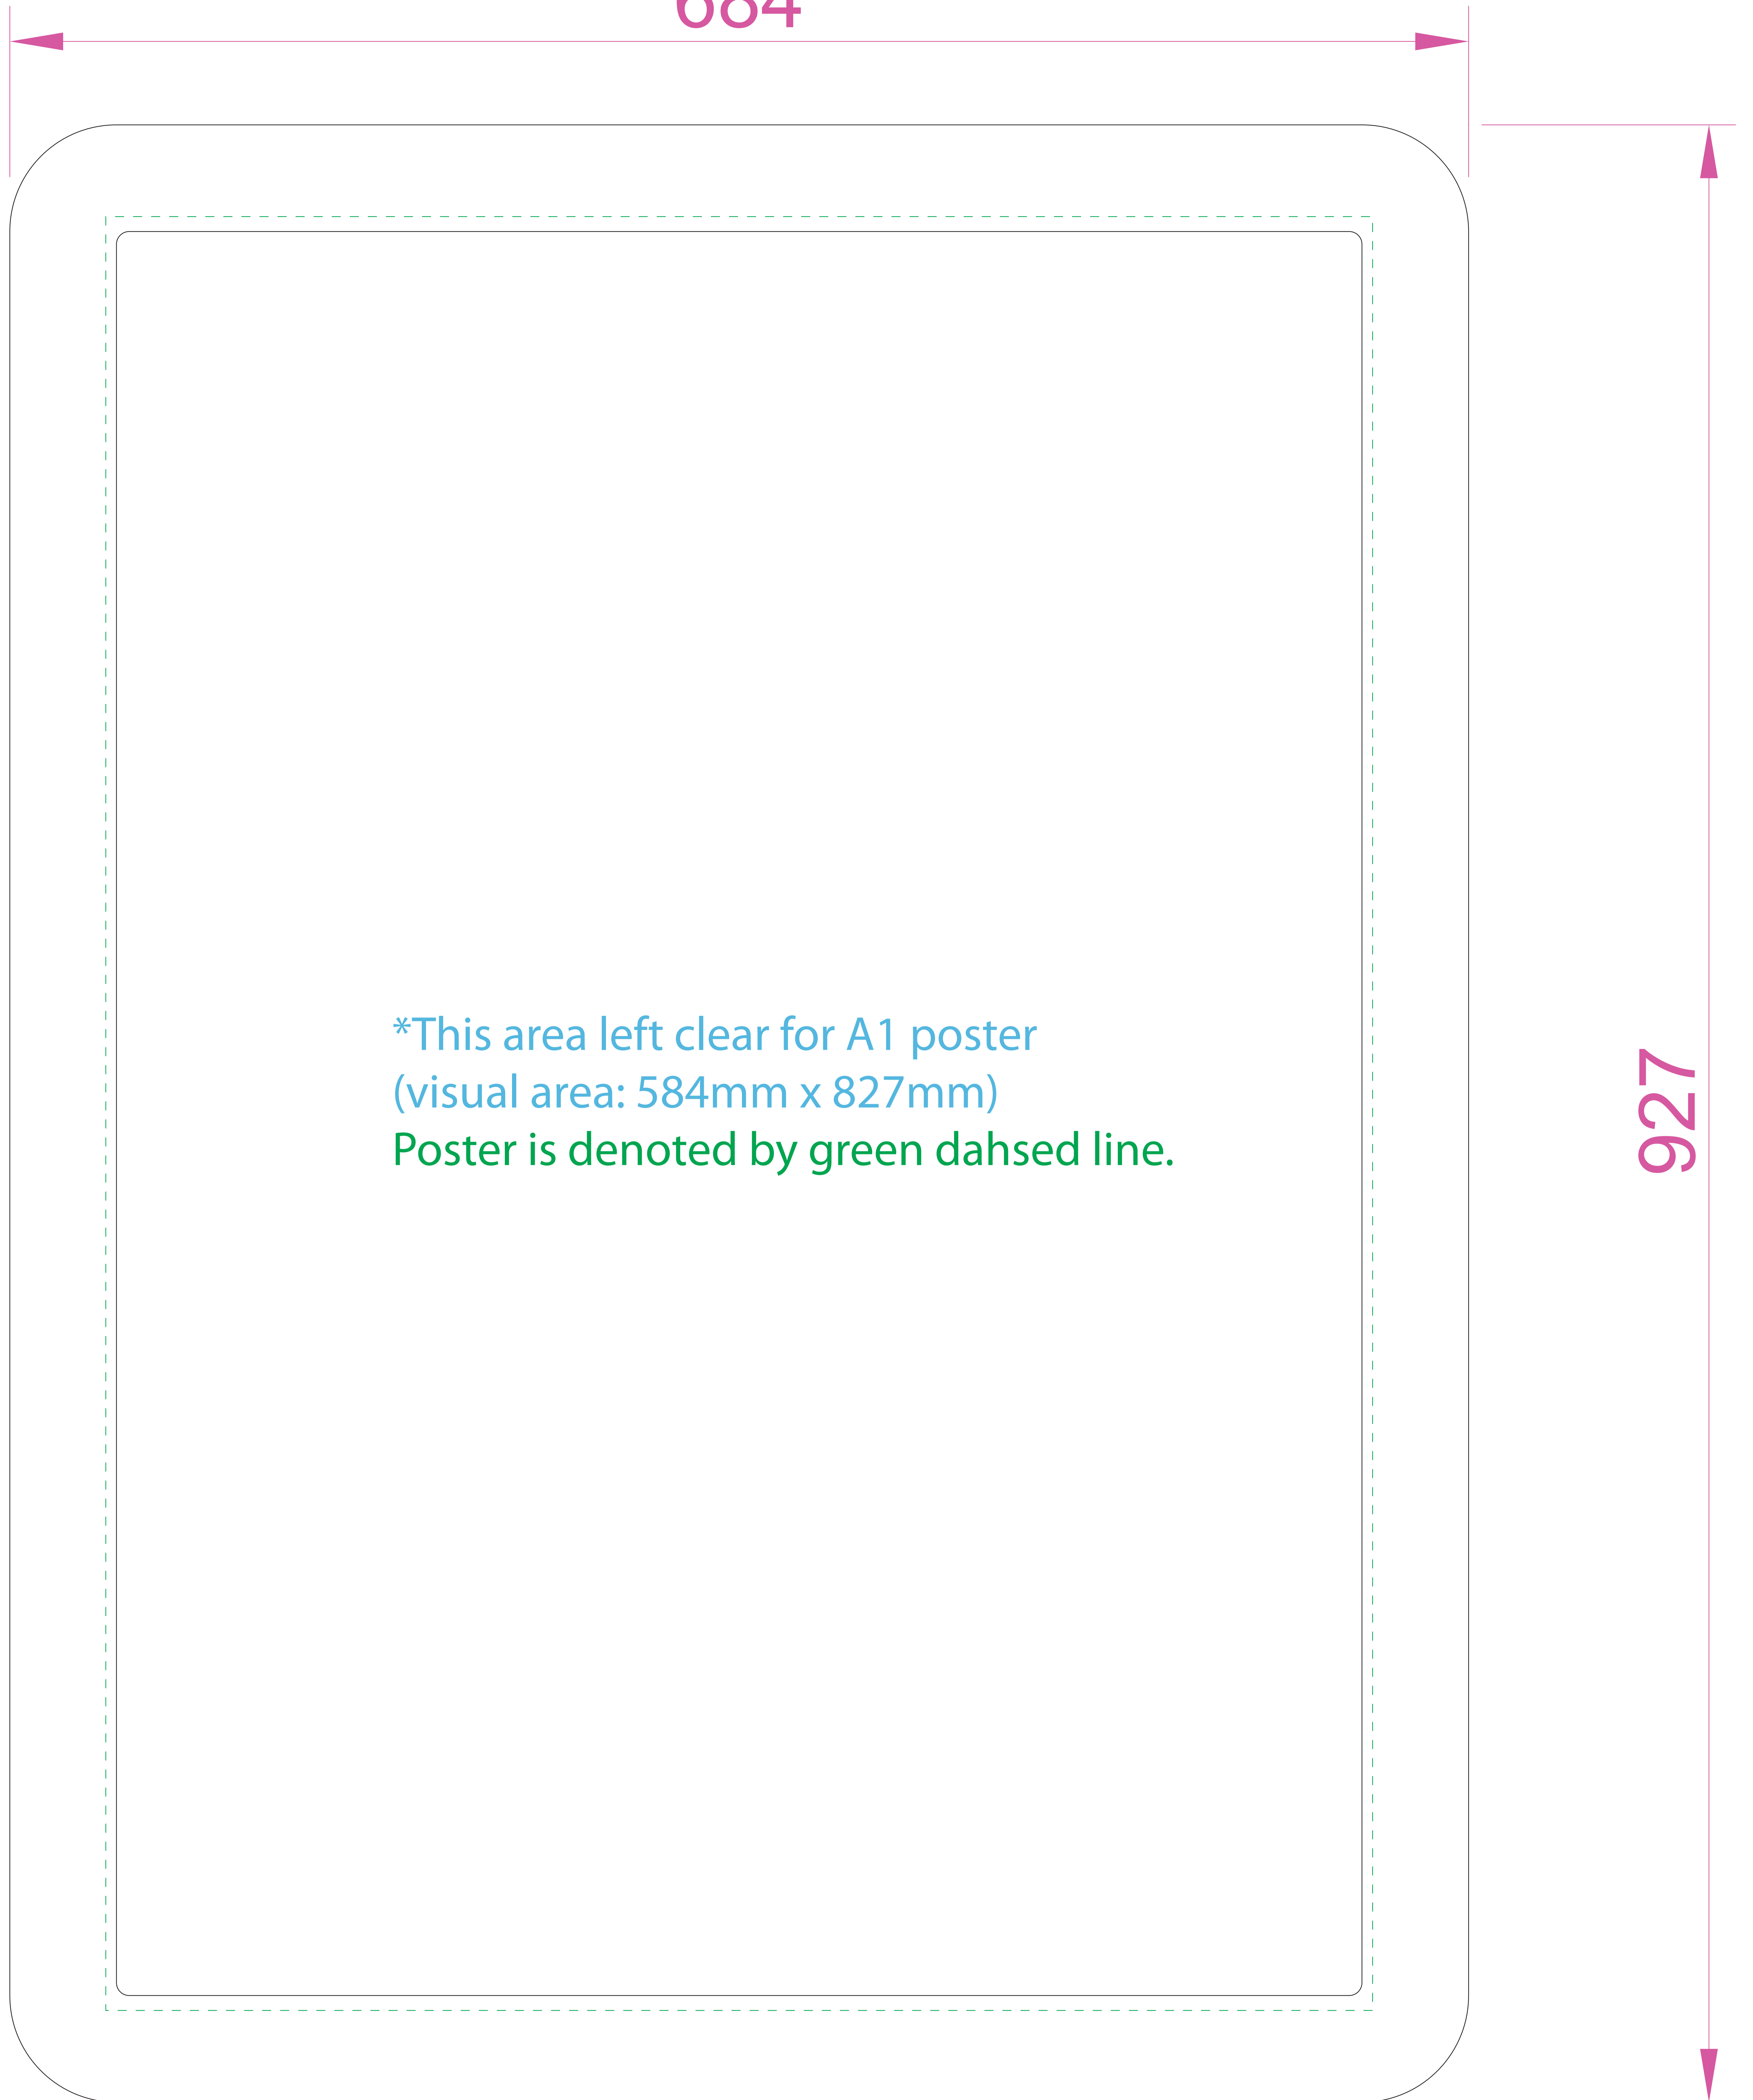 684
*This area left clear for A1 poster
(visual area: 584mm x 827mm)
Poster is denoted by green dahsed line.
927